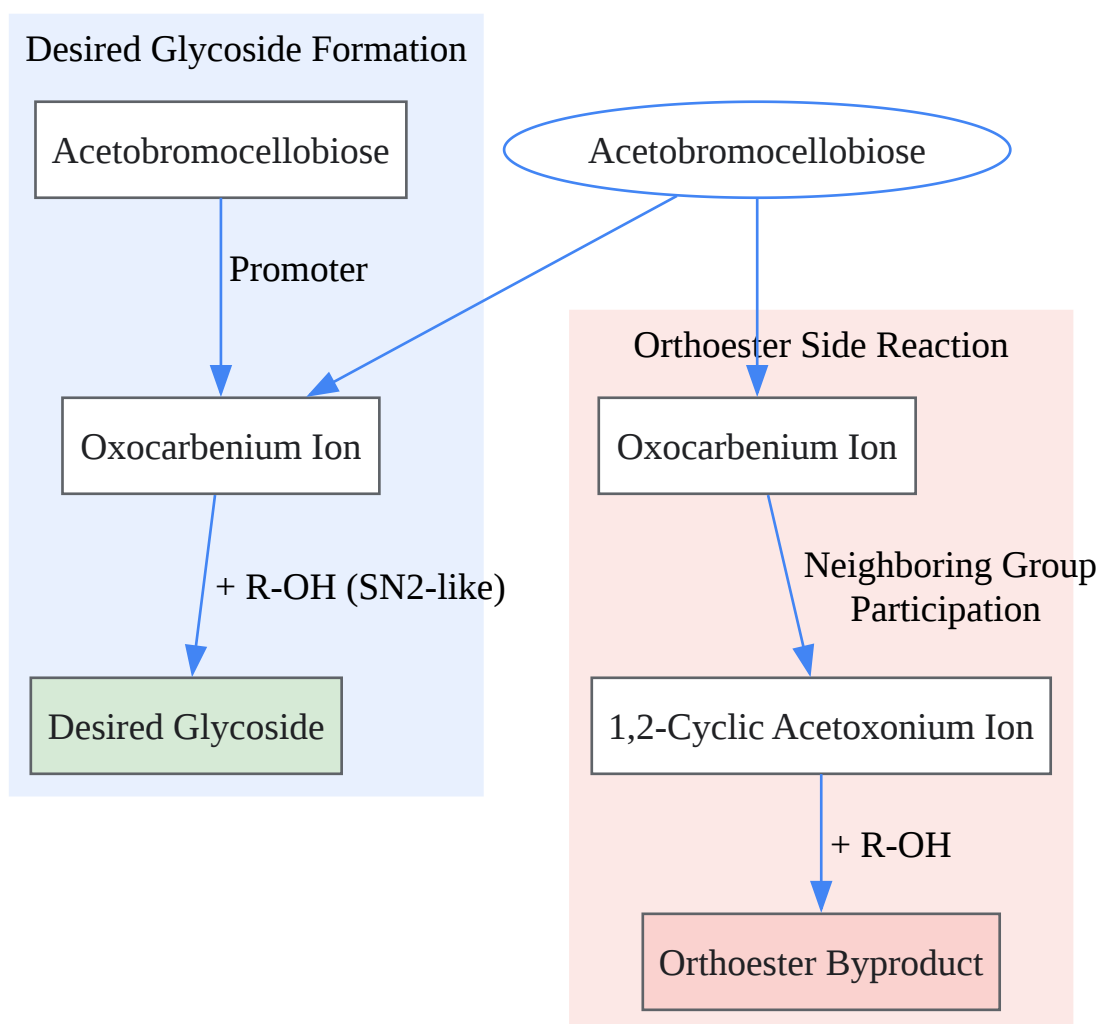 Desired Glycoside Formation
Acetobromocellobiose
Acetobromocellobiose
Promoter
Orthoester Side Reaction
Oxocarbenium Ion
Oxocarbenium Ion
+ R-OH (SN2-like)
Neighboring Group
Participation
Desired Glycoside
1,2-Cyclic Acetoxonium Ion
+ R-OH
Orthoester Byproduct